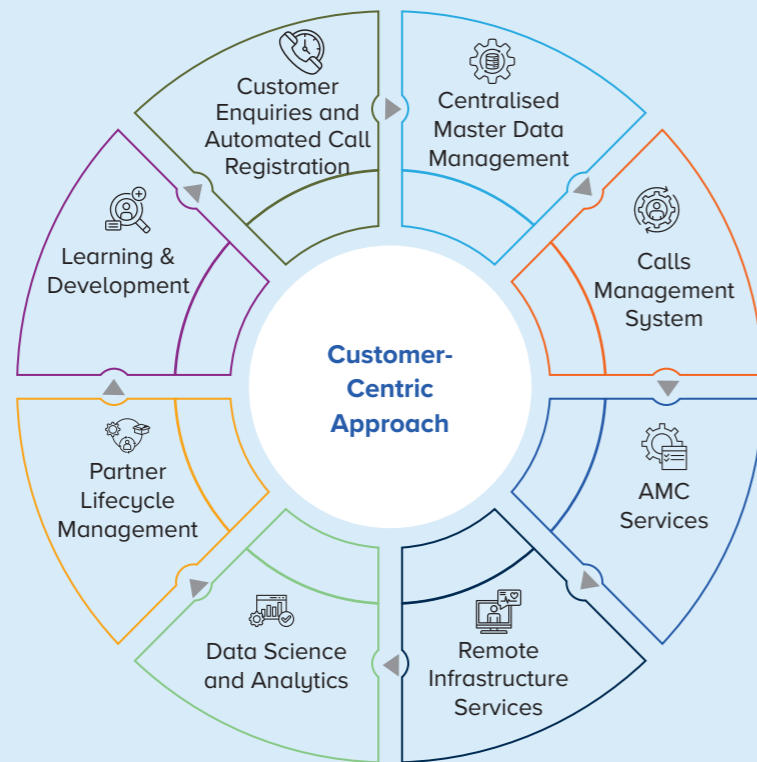 Customer
Enquiries and
Automated Call
Registration
Centralised
Master Data
Management
Calls
Management
System
AMC
Services
Remote
Infrastructure
Services
Data Science
and Analytics
Partner
Lifecycle
Management
Learning &
Development
Customer-
Centric
Approach